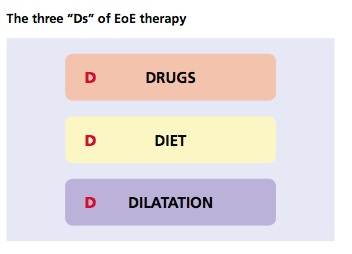 The three “Ds” of EoE therapy
D DRUGS
D DIET
D DILATATION